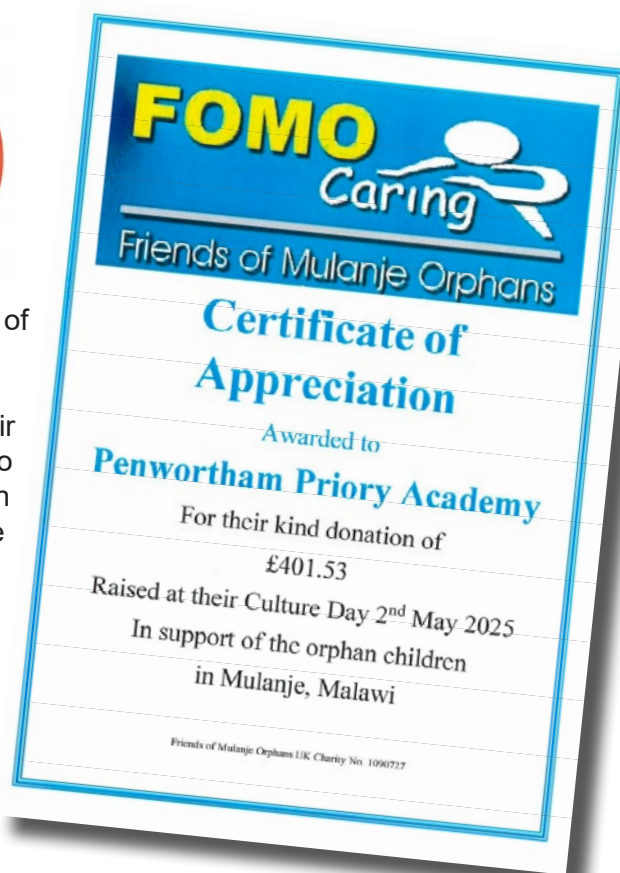 of
ir
o
n
e
FOMO
Caring
Friends of Mulanje Orphans
Certificate of
Appreciation
Awarded to
Penwortham Priory Academy
For their kind donation of
£401.53
Raised at their Culture Day 2nd May 2025
In support of the orphan children
in Mulanje, Malawi
Friends of Mulanje Orphans UK Charity No. 1090727